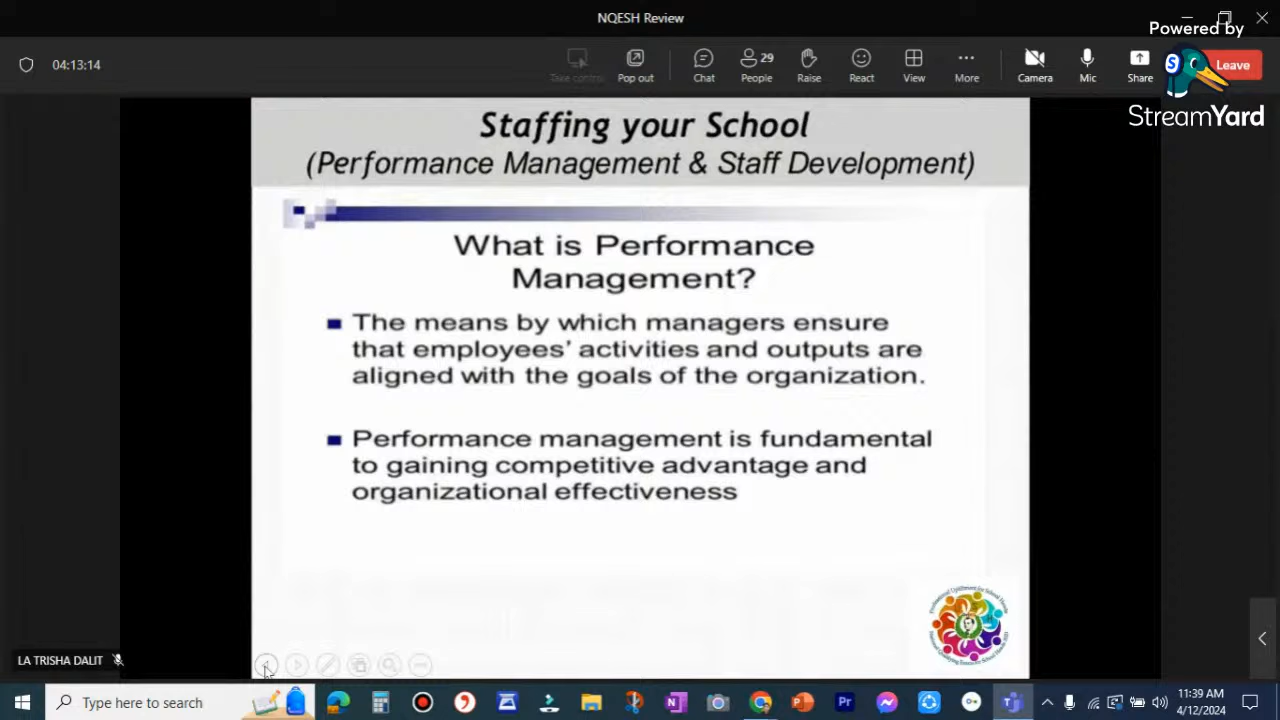 NQESH Review
Powered by
04:13:14
Take control
Pop out
Chat
29
People
Raise
React
View
More
Camera
Mic
Share
Leave
StreamYard
Staffing your School
(Performance Management & Staff Development)
What is Performance
Management?
The means by which managers ensure
that employees' activities and outputs are
aligned with the goals of the organization.
Performance management is fundamental
to gaining competitive advantage and
organizational effectiveness
LA TRISHA DALIT
Type here to search
11:39 AM
4/12/2024